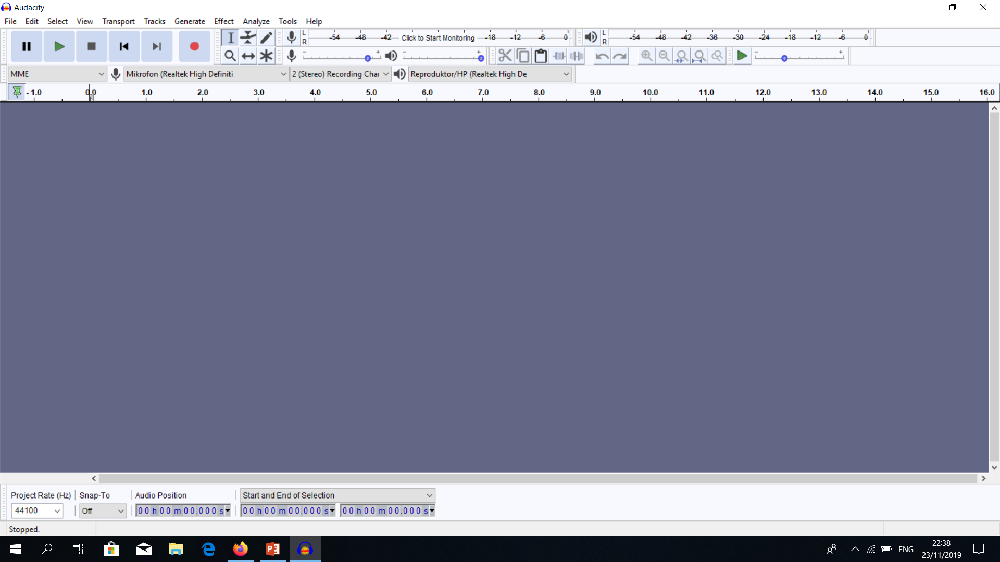 Audacity
File Edit Select View Transport Tracks Generate Effect Analyze Tools Help
L R -54 -48 -42 Click to Start Monitoring -18 -12 -6 0 L R -54 -48 -42 -36 -30 -24 -18 -12 -6 0
- + - + - +
MME Mikrofon (Realtek High Definiti 2 (Stereo) Recording Chai Reproduktor/HP (Realtek High De
-1.0 0.0 1.0 2.0 3.0 4.0 5.0 6.0 7.0 8.0 9.0 10.0 11.0 12.0 13.0 14.0 15.0 16.0
Project Rate (Hz) Snap-To Audio Position Start and End of Selection
44100 Off 00 h 00 m 00.000 s 00 h 00 m 00.000 s 00 h 00 m 00.000 s
Stopped.
ENG 22:38
23/11/2019